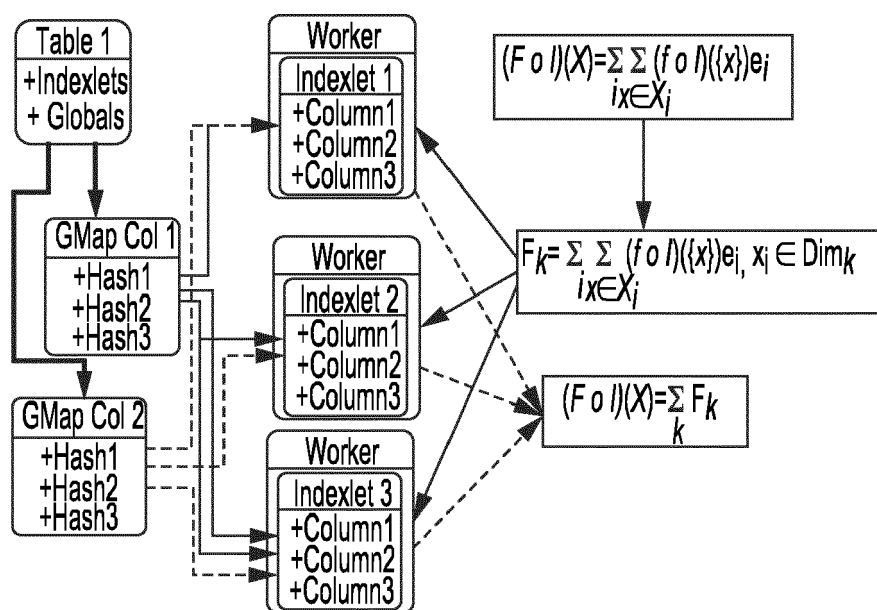 Table 1
+Indexlets
+ Globals
GMap Col 1
+Hash1
+Hash2
+Hash3
GMap Col 2
+Hash1
+Hash2
+Hash3
Worker
Indexlet 1
+Column1
+Column2
+Column3
Worker
Indexlet 2
+Column1
+Column2
+Column3
Worker
Indexlet 3
+Column1
+Column2
+Column3
(F o I)(X)=Σ Σ (f o I)({x})ei
i x∈Xi
Fk= Σ Σ (f o I)({x})ei, xi ∈ Dimk
i x∈Xi
(F o I)(X)=Σ Fk
k